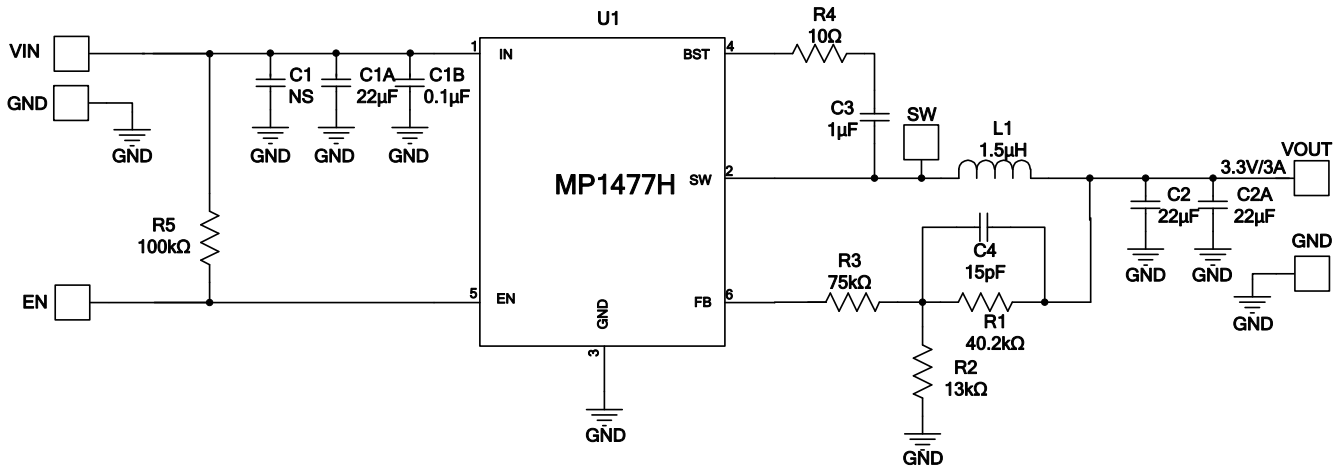 U1
VIN
1
IN
BST
4
R4
10Ω
C1
NS
C1A
22µF
C1B
0.1µF
GND
GND
GND
GND
GND
C3
1µF
SW
L1
1.5µH
MP1477H
SW
2
3.3V/3A
VOUT
C2
22µF
C2A
22µF
R5
100kΩ
GND
GND
GND
C4
15pF
R3
75kΩ
EN
5
EN
FB
6
GND
3
R1
40.2kΩ
GND
R2
13kΩ
GND
GND